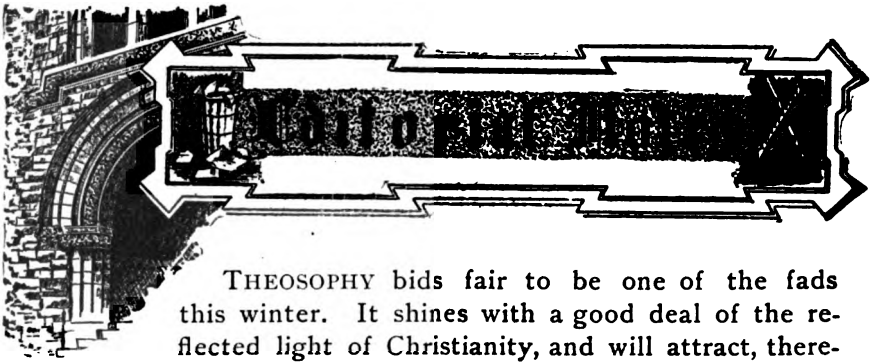 Editorial
THEOSOPHY bids fair to be one of the fads
this winter. It shines with a good deal of the re-
flected light of Christianity, and will attract, there-